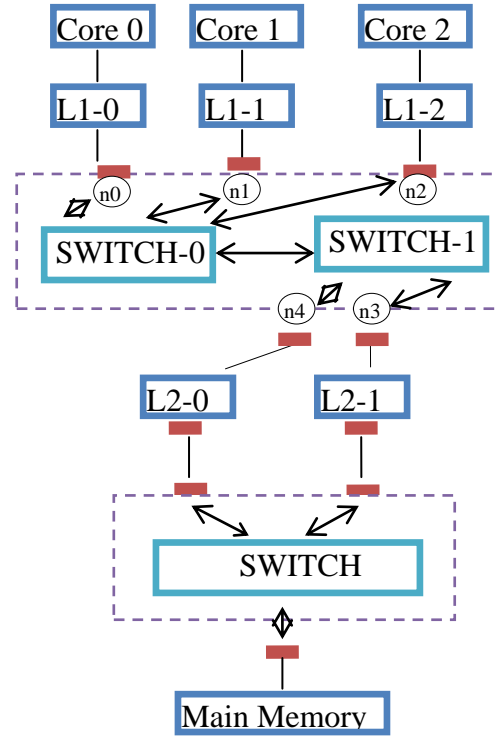 Core 0
Core 1
Core 2
L1-0
L1-1
L1-2
n0
n1
n2
SWITCH-0
SWITCH-1
n4
n3
L2-0
L2-1
SWITCH
Main Memory